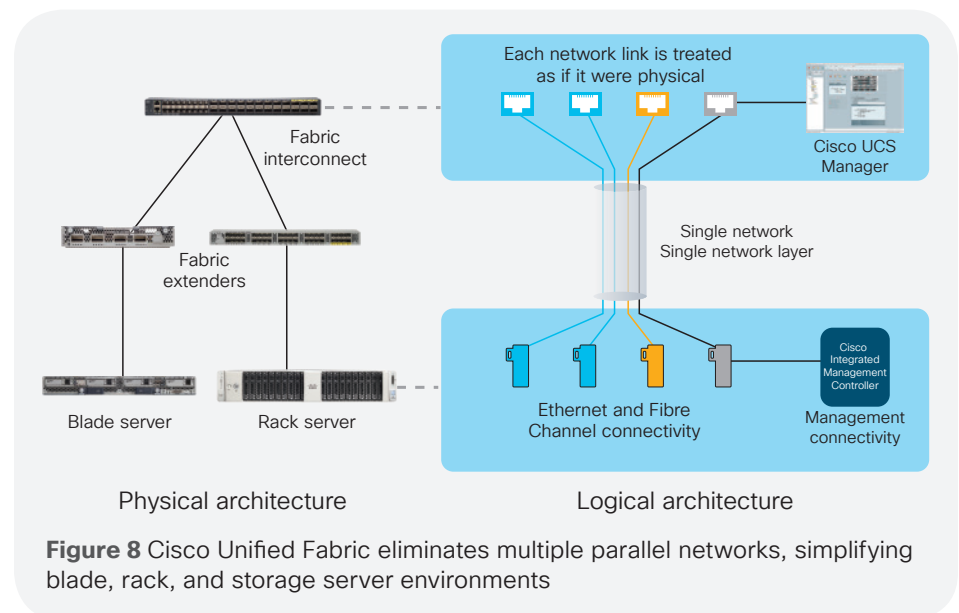 Each network link is treated
as if it were physical
Fabric
interconnect
Cisco UCS
Manager
Fabric
extenders
Single network
Single network layer
Cisco
Integrated
Management
Controller
Blade server
Rack server
Ethernet and Fibre
Channel connectivity
Management
connectivity
Physical architecture
Logical architecture
Figure 8 Cisco Unified Fabric eliminates multiple parallel networks, simplifying
blade, rack, and storage server environments